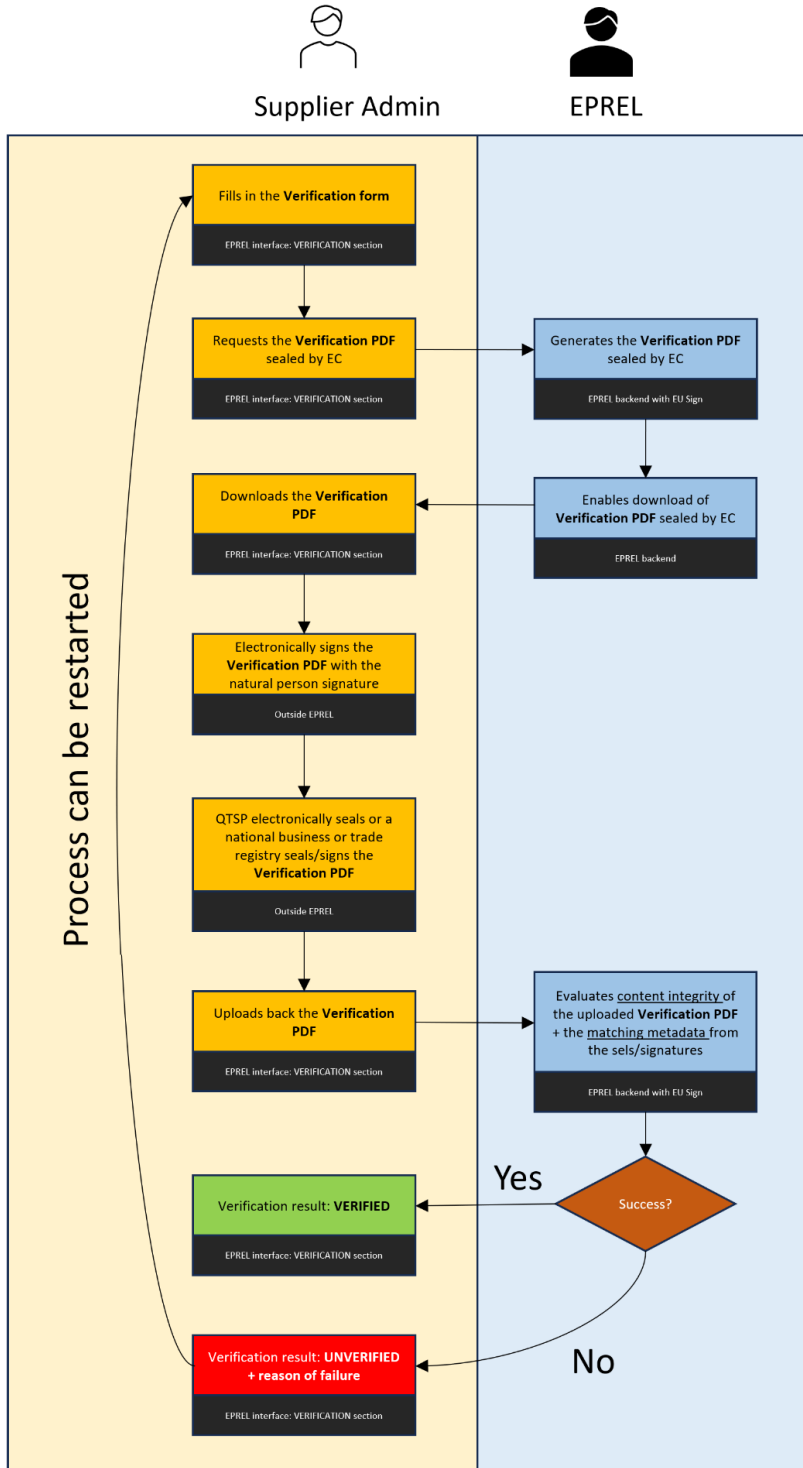 Supplier Admin
EPREL
Fills in the Verification form
EPREL interface: VERIFICATION section
Requests the Verification PDF
sealed by EC
EPREL interface: VERIFICATION section
Generates the Verification PDF
sealed by EC
EPREL backend with EU Sign
Downloads the Verification
PDF
EPREL interface: VERIFICATION section
Enables download of
Verification PDF sealed by EC
EPREL backend
Process can be restarted
Electronically signs the
Verification PDF with the
natural person signature
Outside EPREL
QTSP electronically seals or a
national business or trade
registry seals/signs the
Verification PDF
Outside EPREL
Uploads back the Verification
PDF
EPREL interface: VERIFICATION section
Evaluates content integrity of
the uploaded Verification PDF
+ the matching metadata from
the sels/signatures
EPREL backend with EU Sign
Success?
Yes
Verification result: VERIFIED
EPREL interface: VERIFICATION section
No
Verification result: UNVERIFIED
+ reason of failure
EPREL interface: VERIFICATION section